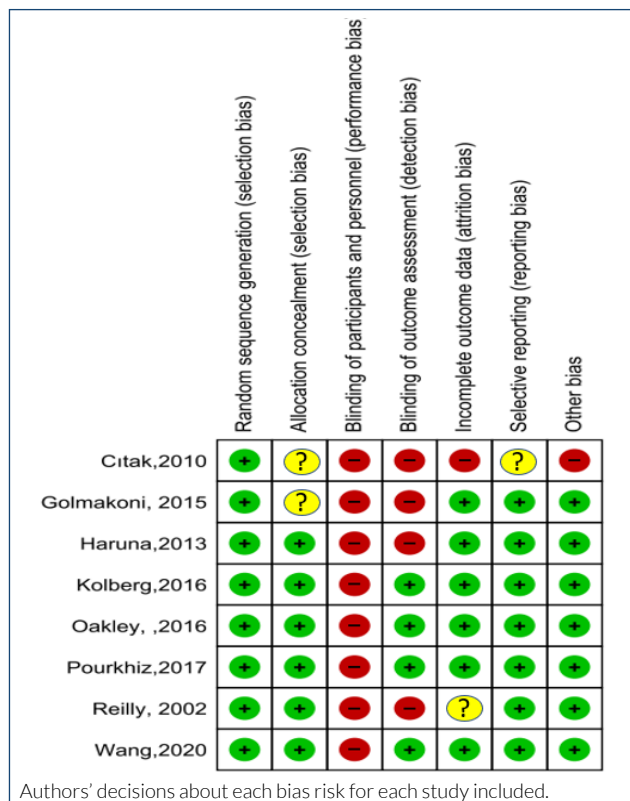 Random sequence generation (selection bias)
Allocation concealment (selection bias)
Blinding of participants and personnel (performance bias
Blinding of outcome assessment (detection bias)
Incomplete outcome data (attrition bias)
Selective reporting (reporting bias)
Other bias
Cıtak,2010 + ? − − − ? −
Golmakoni, 2015 + ? − − + + +
Haruna,2013 + + − − + + +
Kolberg,2016 + + − + + + +
Oakley, ,2016 + + − + + + +
Pourkhiz,2017 + + − + + + +
Reilly, 2002 + + − − ? + +
Wang,2020 + + − + + + +
Authors' decisions about each bias risk for each study included.